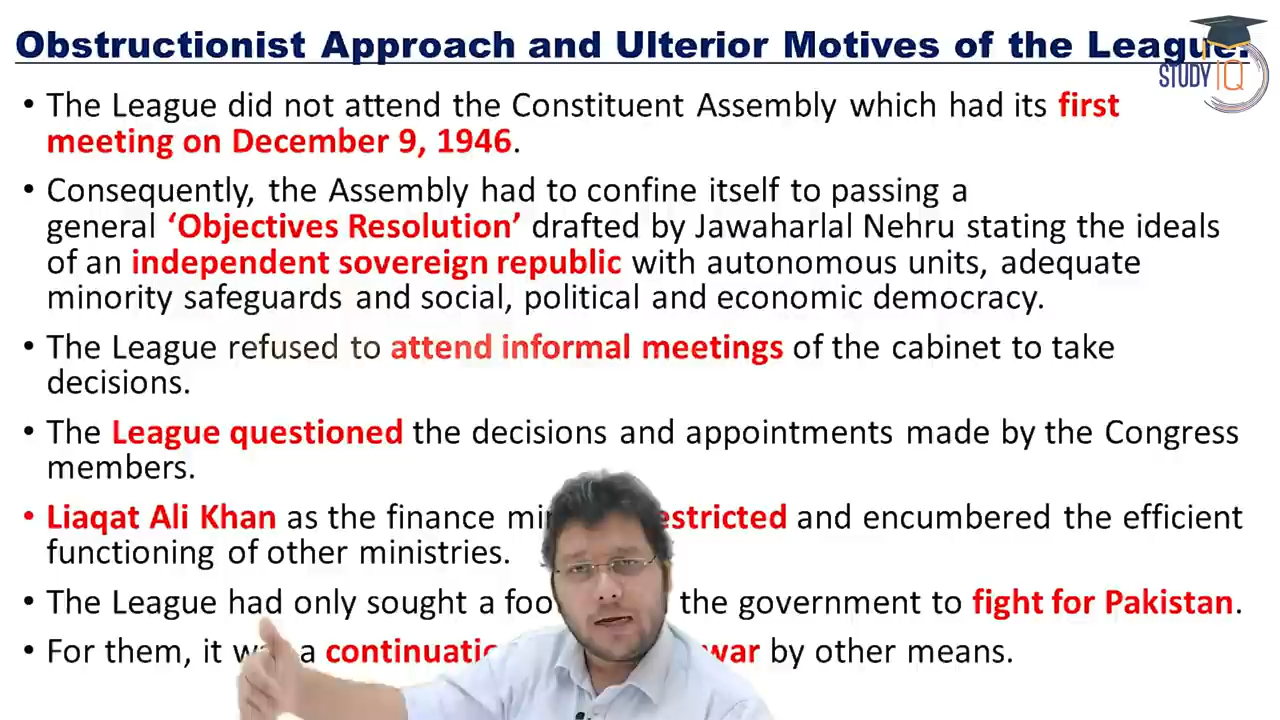 Obstructionist Approach and Ulterior Motives of the League:
STUDY IQ
• The League did not attend the Constituent Assembly which had its first
meeting on December 9, 1946.
• Consequently, the Assembly had to confine itself to passing a
general ‘Objectives Resolution’ drafted by Jawaharlal Nehru stating the ideals
of an independent sovereign republic with autonomous units, adequate
minority safeguards and social, political and economic democracy.
• The League refused to attend informal meetings of the cabinet to take
decisions.
• The League questioned the decisions and appointments made by the Congress
members.
• Liaqat Ali Khan as the finance and encumbered the efficient
functioning of other ministries.
• The League had only sought a the government to fight for Pakistan.
• For them, it a war by other means.